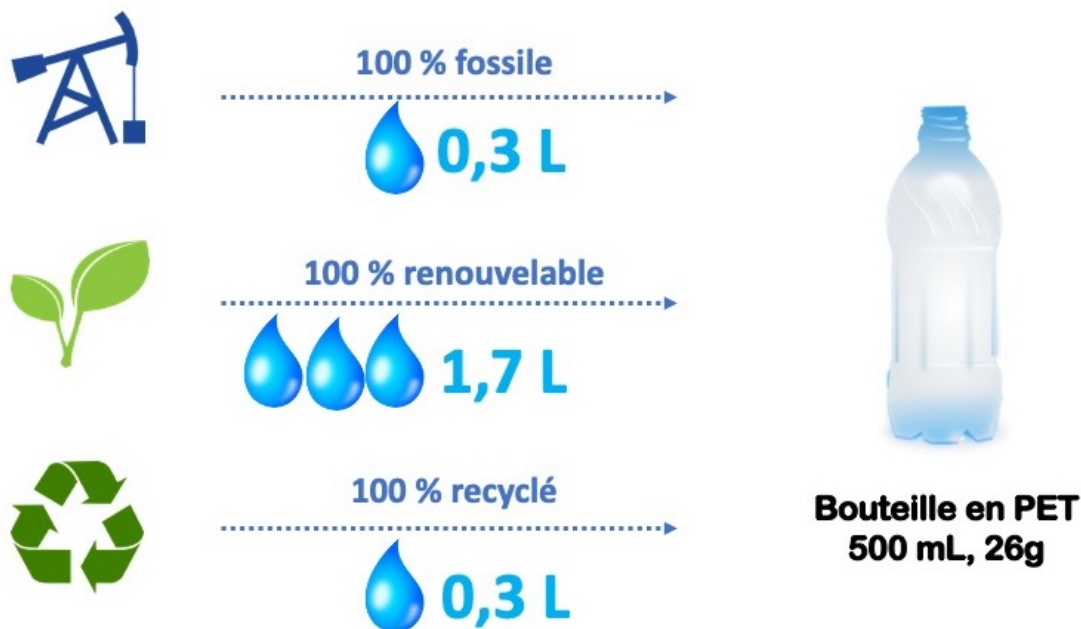 100 % fossile
0,3 L
100 % renouvelable
1,7 L
100 % recyclé
0,3 L
Bouteille en PET
500 mL, 26g